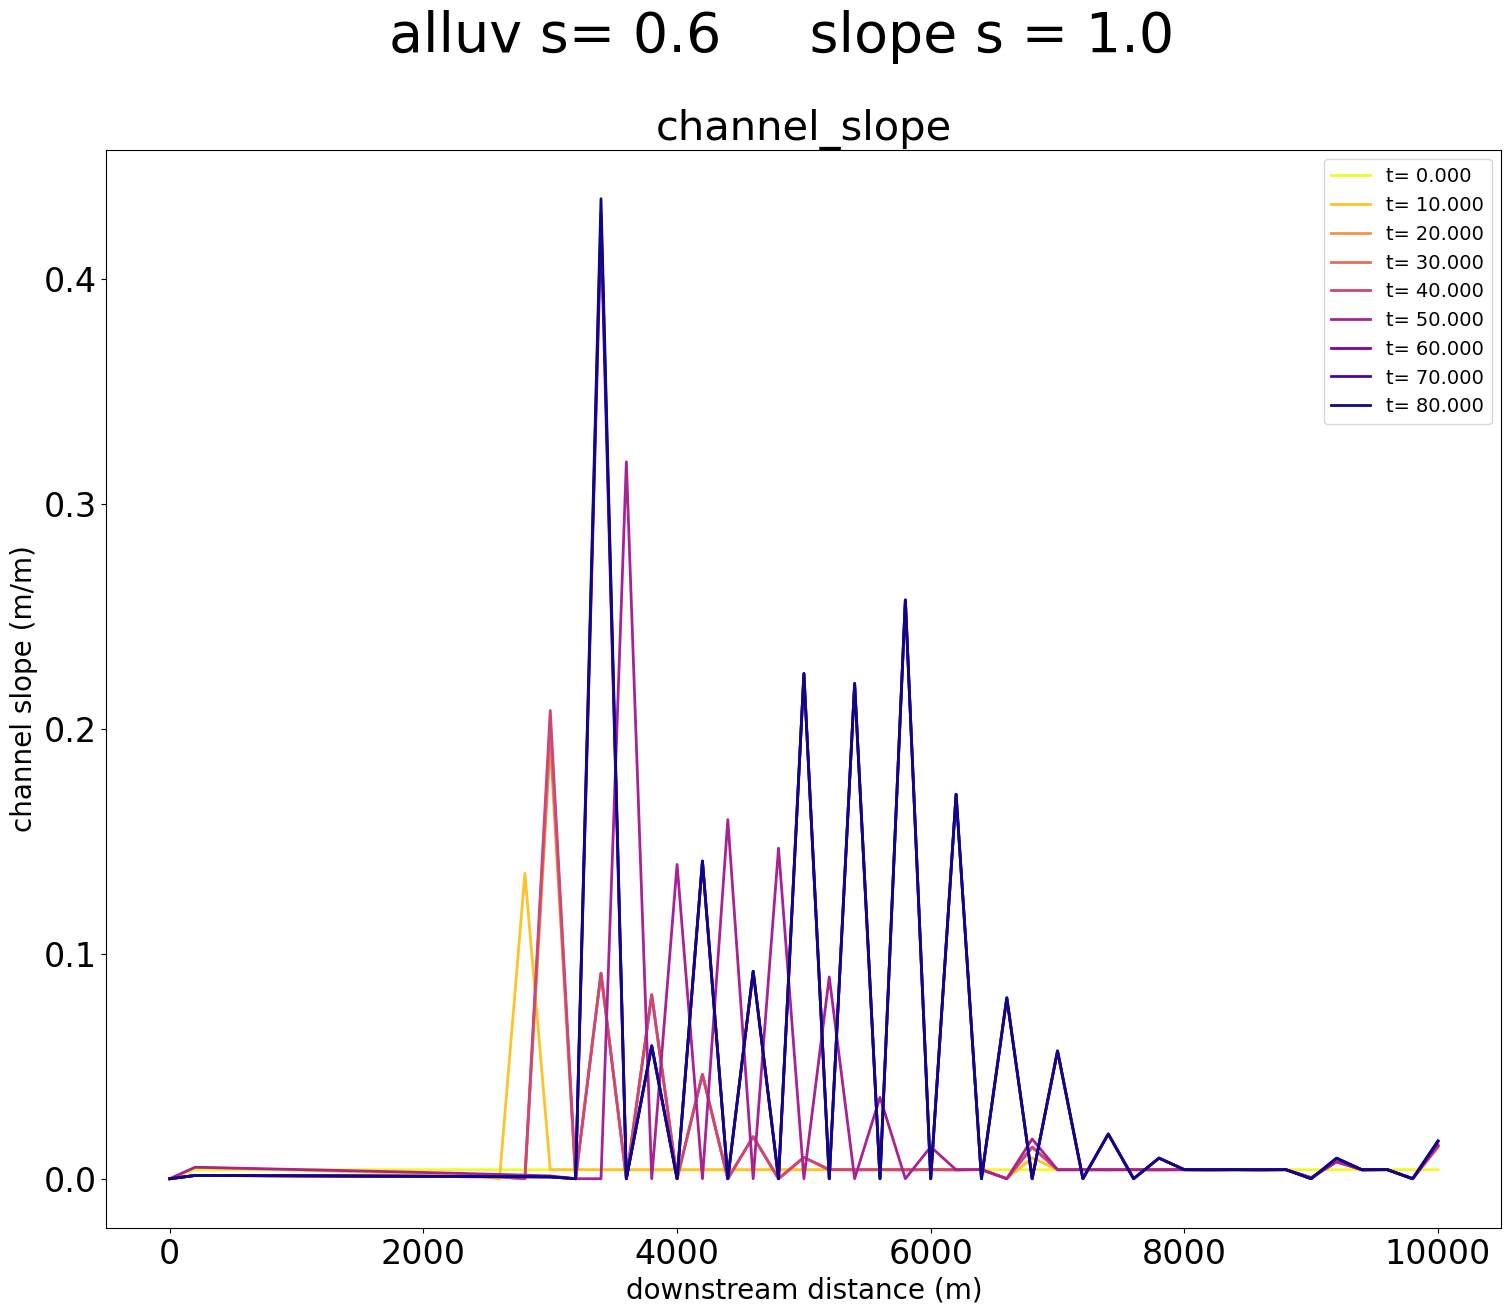 alluv s= 0.6     slope s = 1.0
channel_slope
t= 0.000
t= 10.000
t= 20.000
t= 30.000
t= 40.000
t= 50.000
t= 60.000
t= 70.000
t= 80.000
0.4
0.3
0.2
0.1
0.0
channel slope (m/m)
0 2000 4000 6000 8000 10000
downstream distance (m)